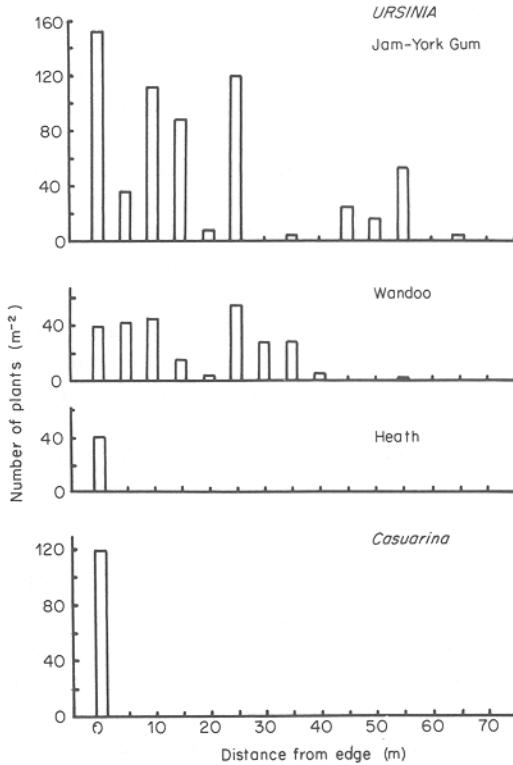 URSINIA
Jam-York Gum
160
120
80
40
0
Wandoo
40
0
Number of plants (m⁻²)
Heath
40
0
Casuarina
120
80
40
0
0 10 20 30 40 50 60 70
Distance from edge (m)